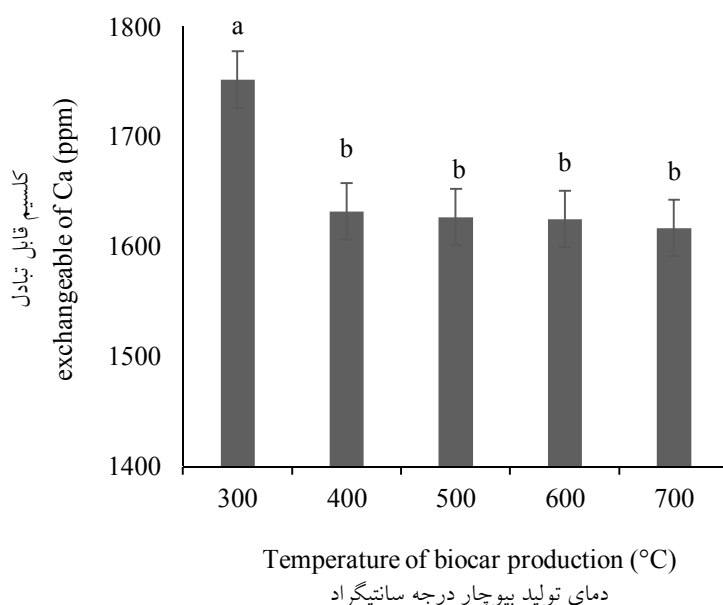 1800
1700
1600
1500
1400
a
b
b
b
b
300
400
500
600
700
کلسیم قابل تبادل
exchangeable of Ca (ppm)
Temperature of biocar production (°C)
دمای تولید بیوچار درجه سانتیگراد